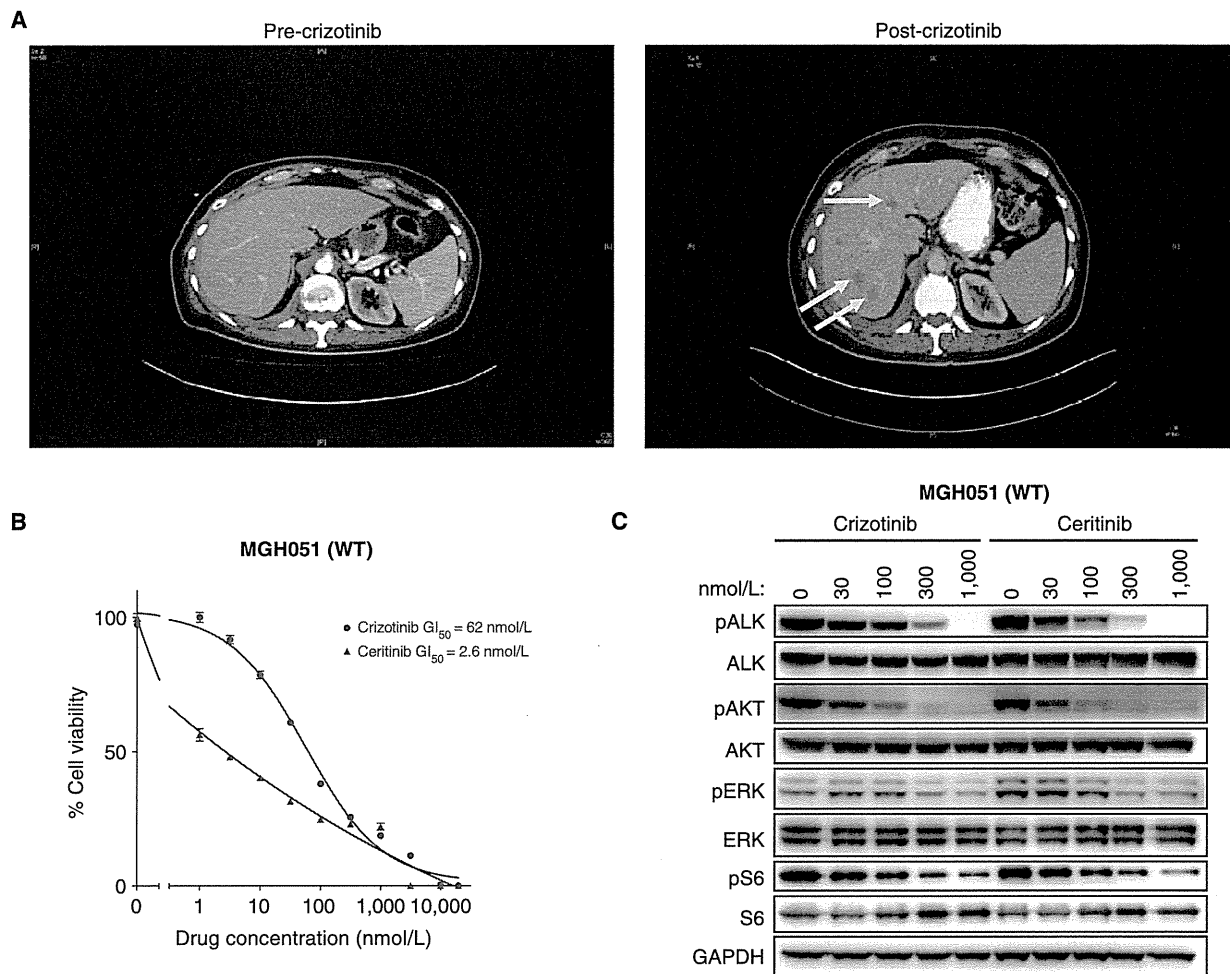 A
Pre-crizotinib
Post-crizotinib
[A]
[R]
[L]
[P]
B
MGH051 (WT)
Crizotinib GI50 = 62 nmol/L
Ceritinib GI50 = 2.6 nmol/L
% Cell viability
100
50
0
0 1 10 100 1,000 10,000
Drug concentration (nmol/L)
C
MGH051 (WT)
Crizotinib Ceritinib
nmol/L: 0 30 100 300 1,000 0 30 100 300 1,000
pALK
ALK
pAKT
AKT
pERK
ERK
pS6
S6
GAPDH